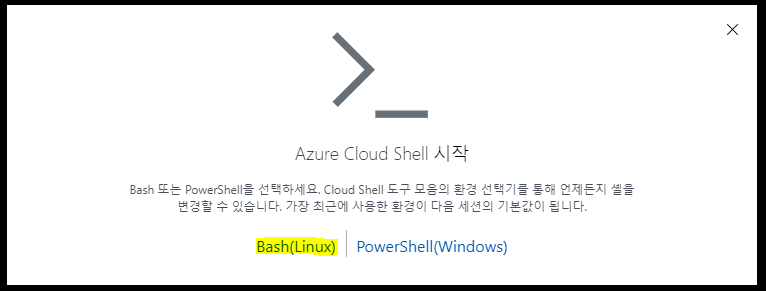 Azure Cloud Shell 시작
Bash 또는 PowerShell을 선택하세요. Cloud Shell 도구 모음의 환경 선택기를 통해 언제든지 셸을
변경할 수 있습니다. 가장 최근에 사용한 환경이 다음 세션의 기본값이 됩니다.
Bash(Linux) PowerShell(Windows)